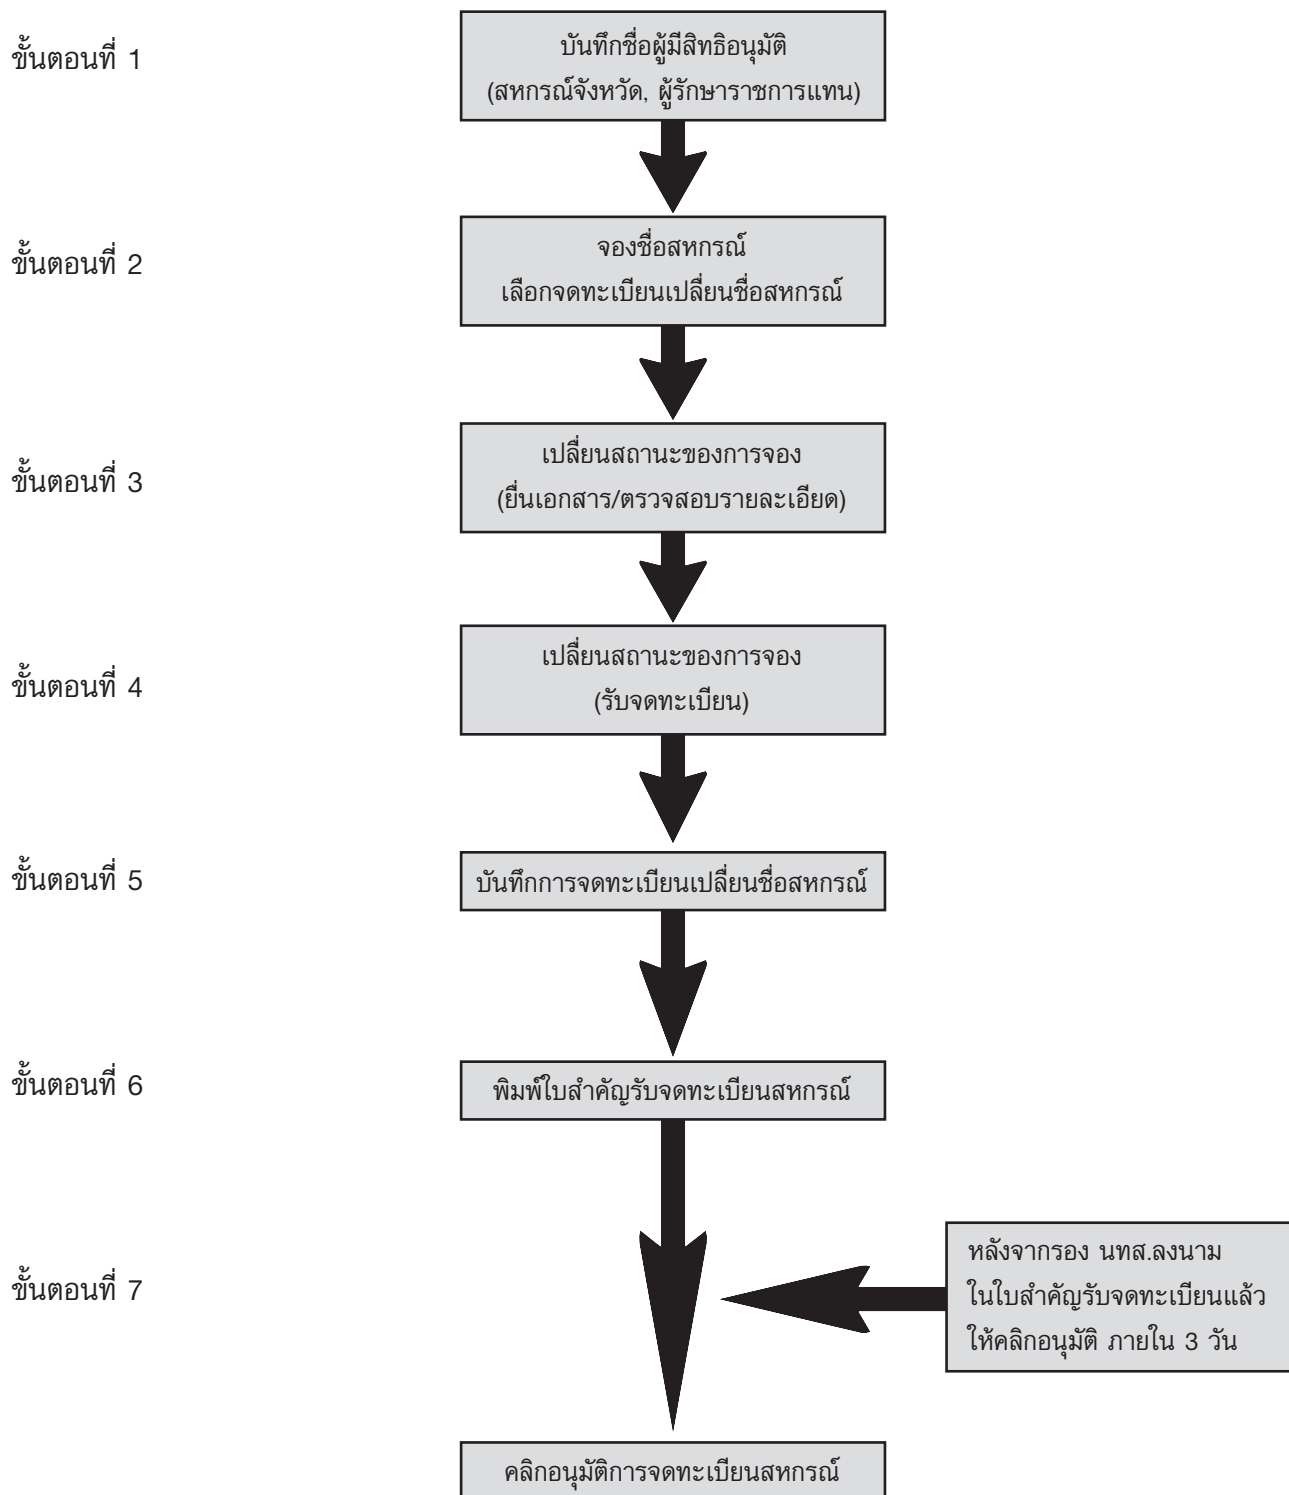 ขั้นตอนที่ 1
บันทึกชื่อผู้มีสิทธิอนุมัติ
(สหกรณ์จังหวัด, ผู้รักษาราชการแทน)
ขั้นตอนที่ 2
จองชื่อสหกรณ์
เลือกจดทะเบียนเปลี่ยนชื่อสหกรณ์
ขั้นตอนที่ 3
เปลี่ยนสถานะของการจอง
(ยื่นเอกสาร/ตรวจสอบรายละเอียด)
ขั้นตอนที่ 4
เปลี่ยนสถานะของการจอง
(รับจดทะเบียน)
ขั้นตอนที่ 5
บันทึกการจดทะเบียนเปลี่ยนชื่อสหกรณ์
ขั้นตอนที่ 6
พิมพ์ใบสำคัญรับจดทะเบียนสหกรณ์
ขั้นตอนที่ 7
หลังจากรอง นทส.ลงนาม
ในใบสำคัญรับจดทะเบียนแล้ว
ให้คลิกอนุมัติ ภายใน 3 วัน
คลิกอนุมัติการจดทะเบียนสหกรณ์